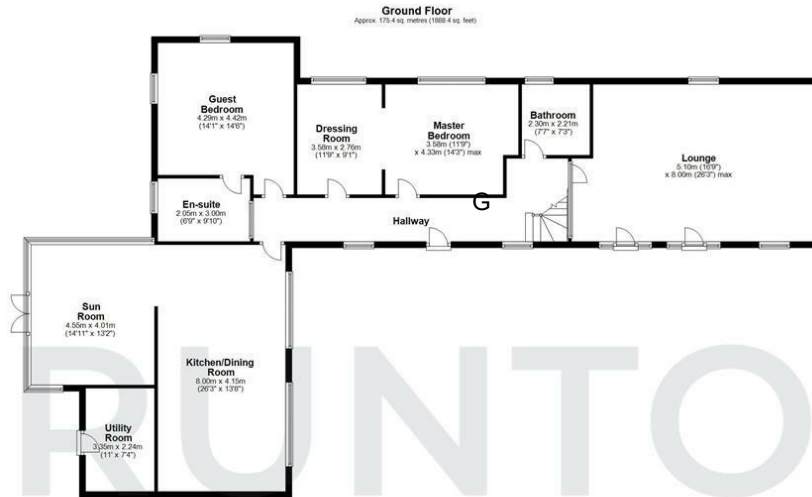 Ground Floor
Approx. 175.4 sq. metres (1888.4 sq. feet)
Guest
Bedroom
4.29m x 4.42m
(14'1" x 14'6")
Dressing
Room
3.58m x 2.76m
(11'9" x 9'1")
Master
Bedroom
3.58m (11'9")
x 4.33m (14'3") max
Bathroom
2.30m x 2.21m
(7'7" x 7'3")
Lounge
5.10m (16'9")
x 8.00m (26'3") max
En-suite
2.05m x 3.00m
(6'9" x 9'10")
G
Hallway
Sun
Room
4.55m x 4.01m
(14'11" x 13'2")
Kitchen/Dining
Room
8.00m x 4.15m
(26'3" x 13'8")
Utility
Room
3.35m x 2.24m
(11' x 7'4")
RUNTO